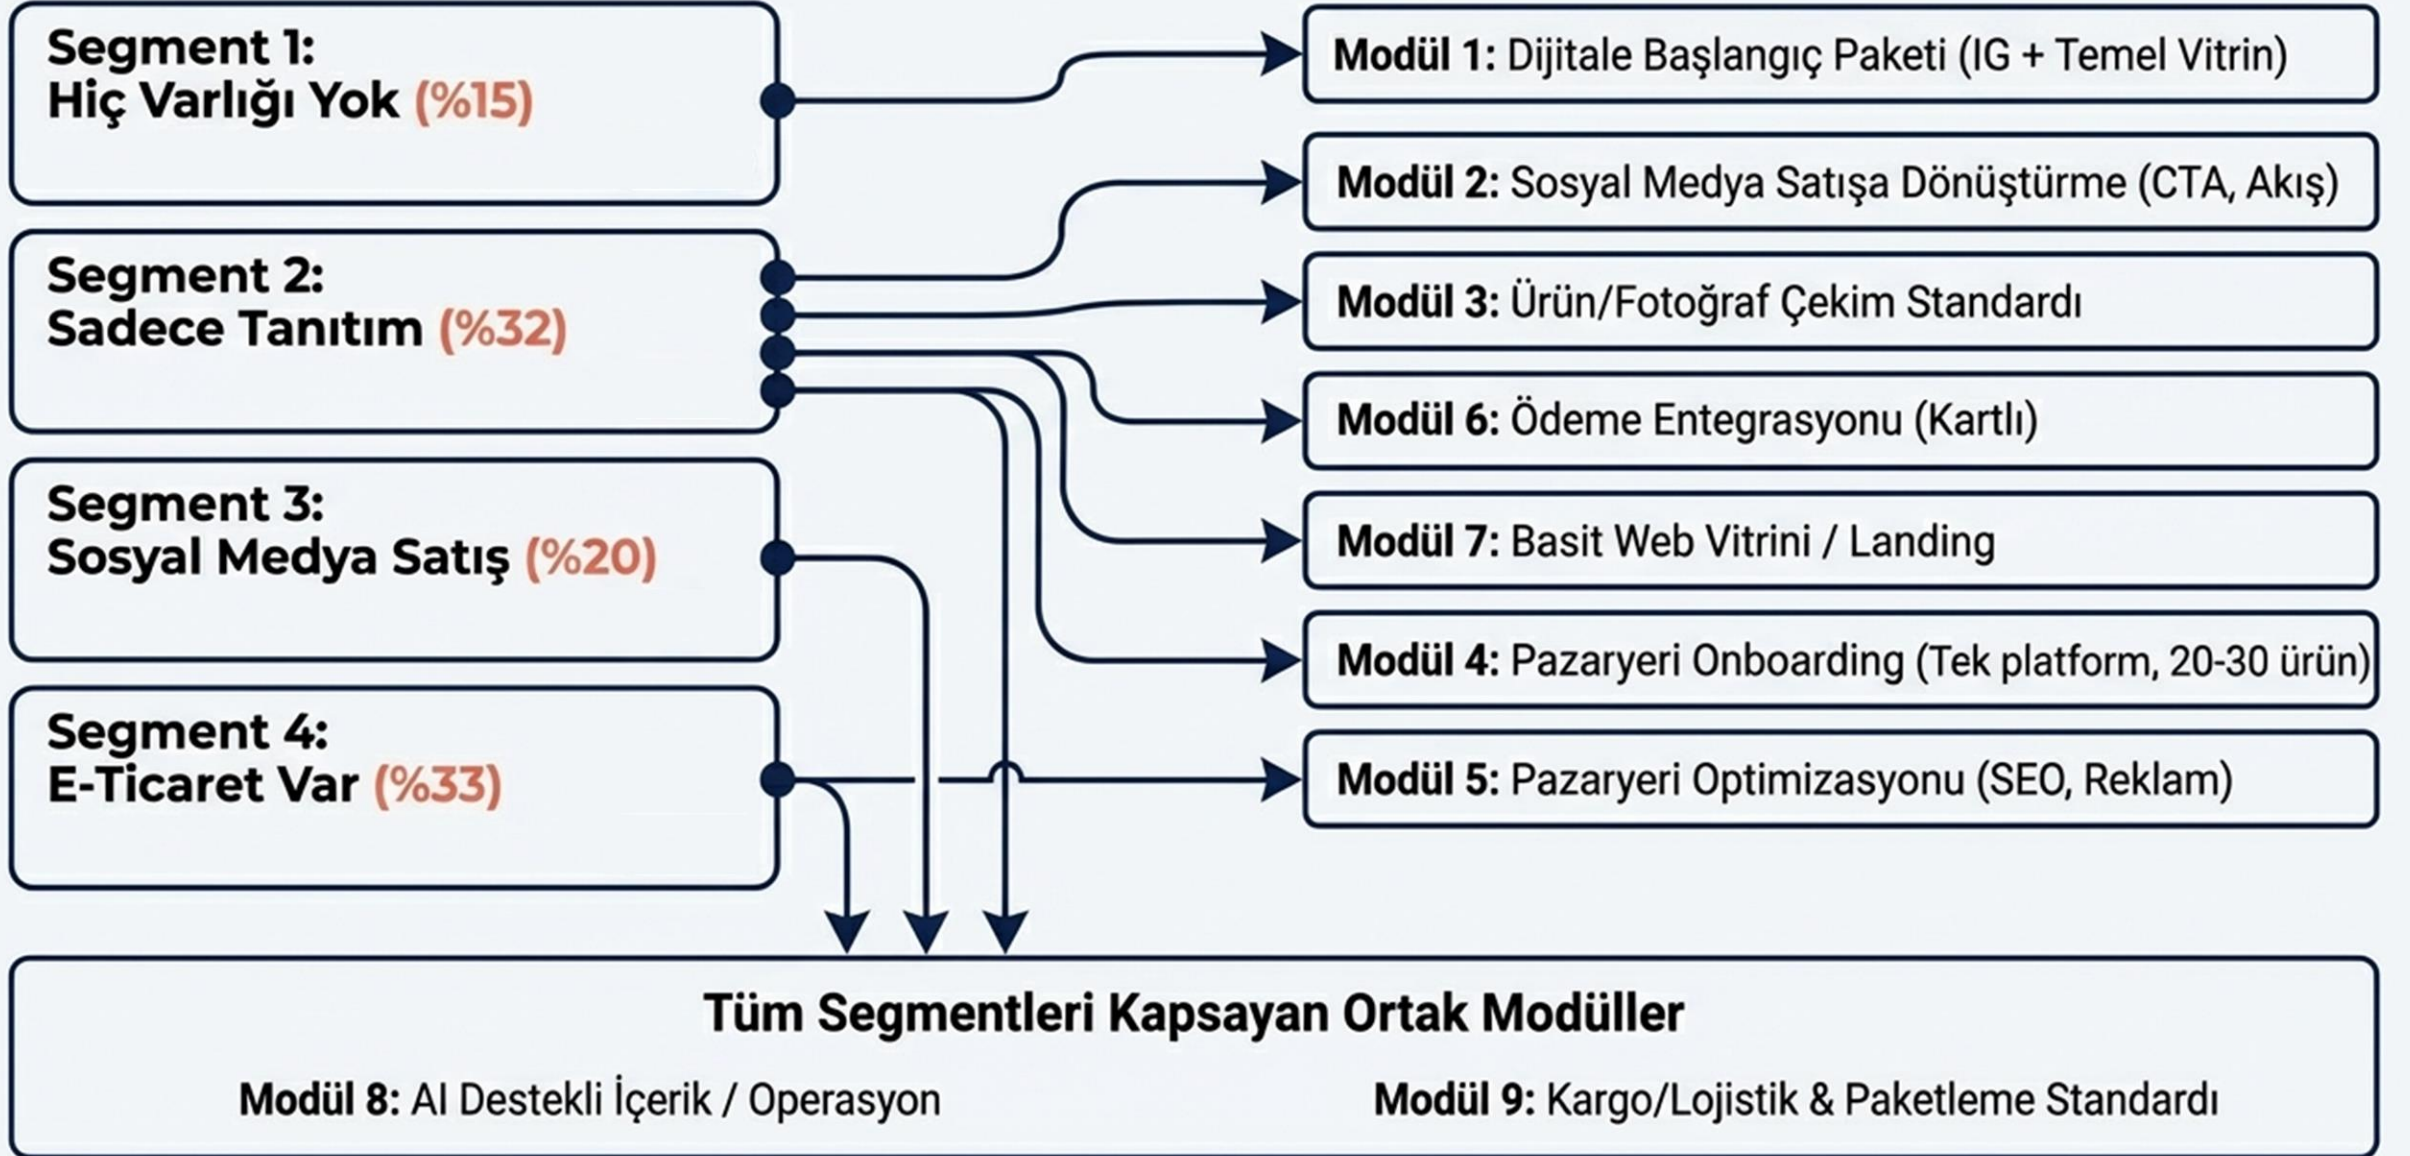 Segment 1:
Hiç Varlığı Yok (%15)
Segment 2:
Sadece Tanıtım (%32)
Segment 3:
Sosyal Medya Satış (%20)
Segment 4:
E-Ticaret Var (%33)
Modül 1: Dijitale Başlangıç Paketi (IG + Temel Vitrin)
Modül 2: Sosyal Medya Satışa Dönüştürme (CTA, Akış)
Modül 3: Ürün/Fotoğraf Çekim Standardı
Modül 6: Ödeme Entegrasyonu (Kartlı)
Modül 7: Basit Web Vitrini / Landing
Modül 4: Pazaryeri Onboarding (Tek platform, 20-30 ürün)
Modül 5: Pazaryeri Optimizasyonu (SEO, Reklam)
Tüm Segmentleri Kapsayan Ortak Modüller
Modül 8: AI Destekli İçerik / Operasyon
Modül 9: Kargo/Lojistik & Paketleme Standardı